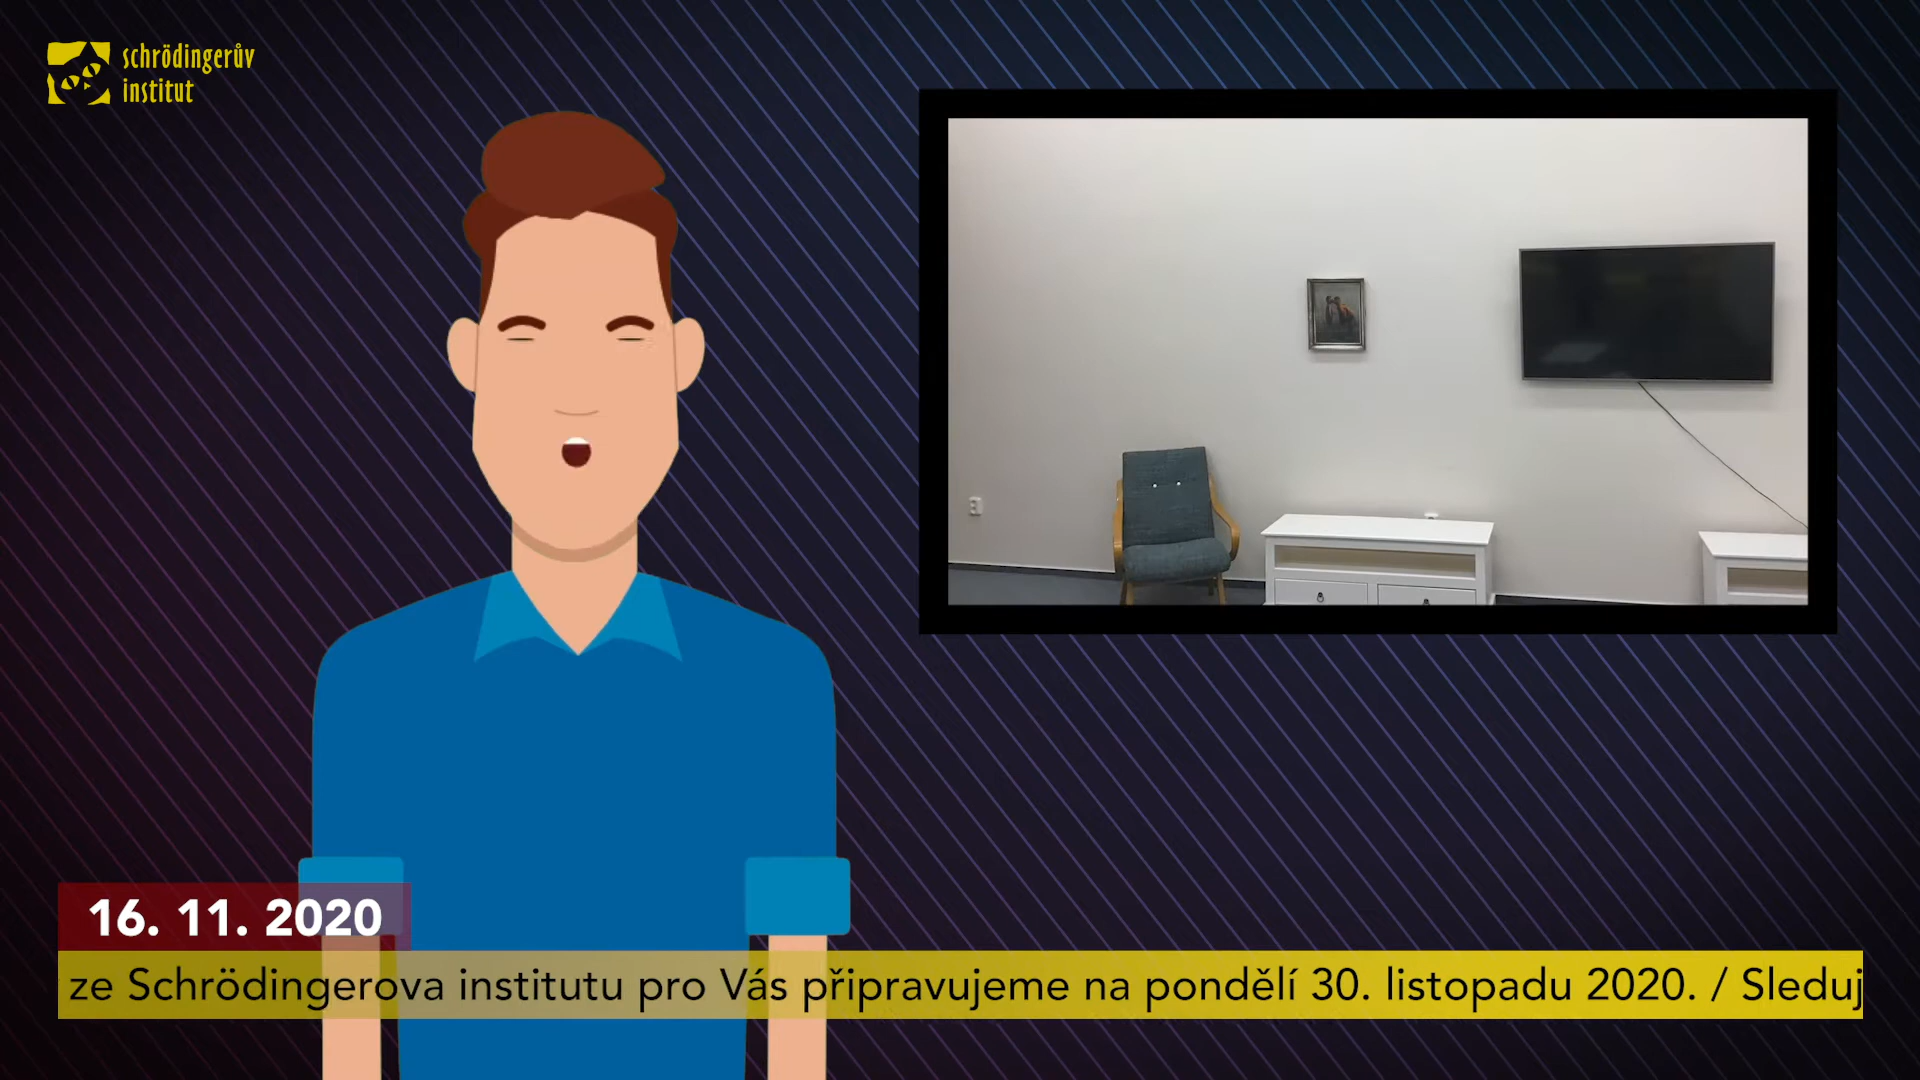 schrödingerův
institut
16. 11. 2020
ze Schrödingerova institutu pro Vás připravujeme na pondělí 30. listopadu 2020. / Sleduj